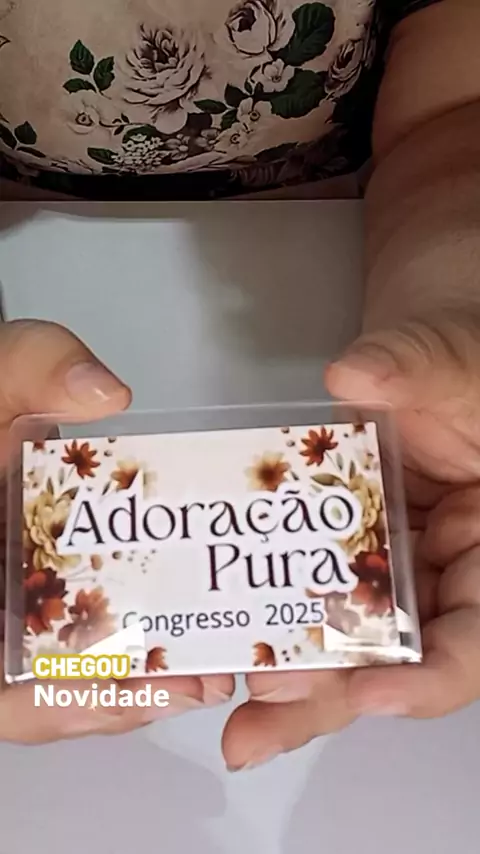 Adoração
Pura
Congresso 2025
CHEGOU
Novidade